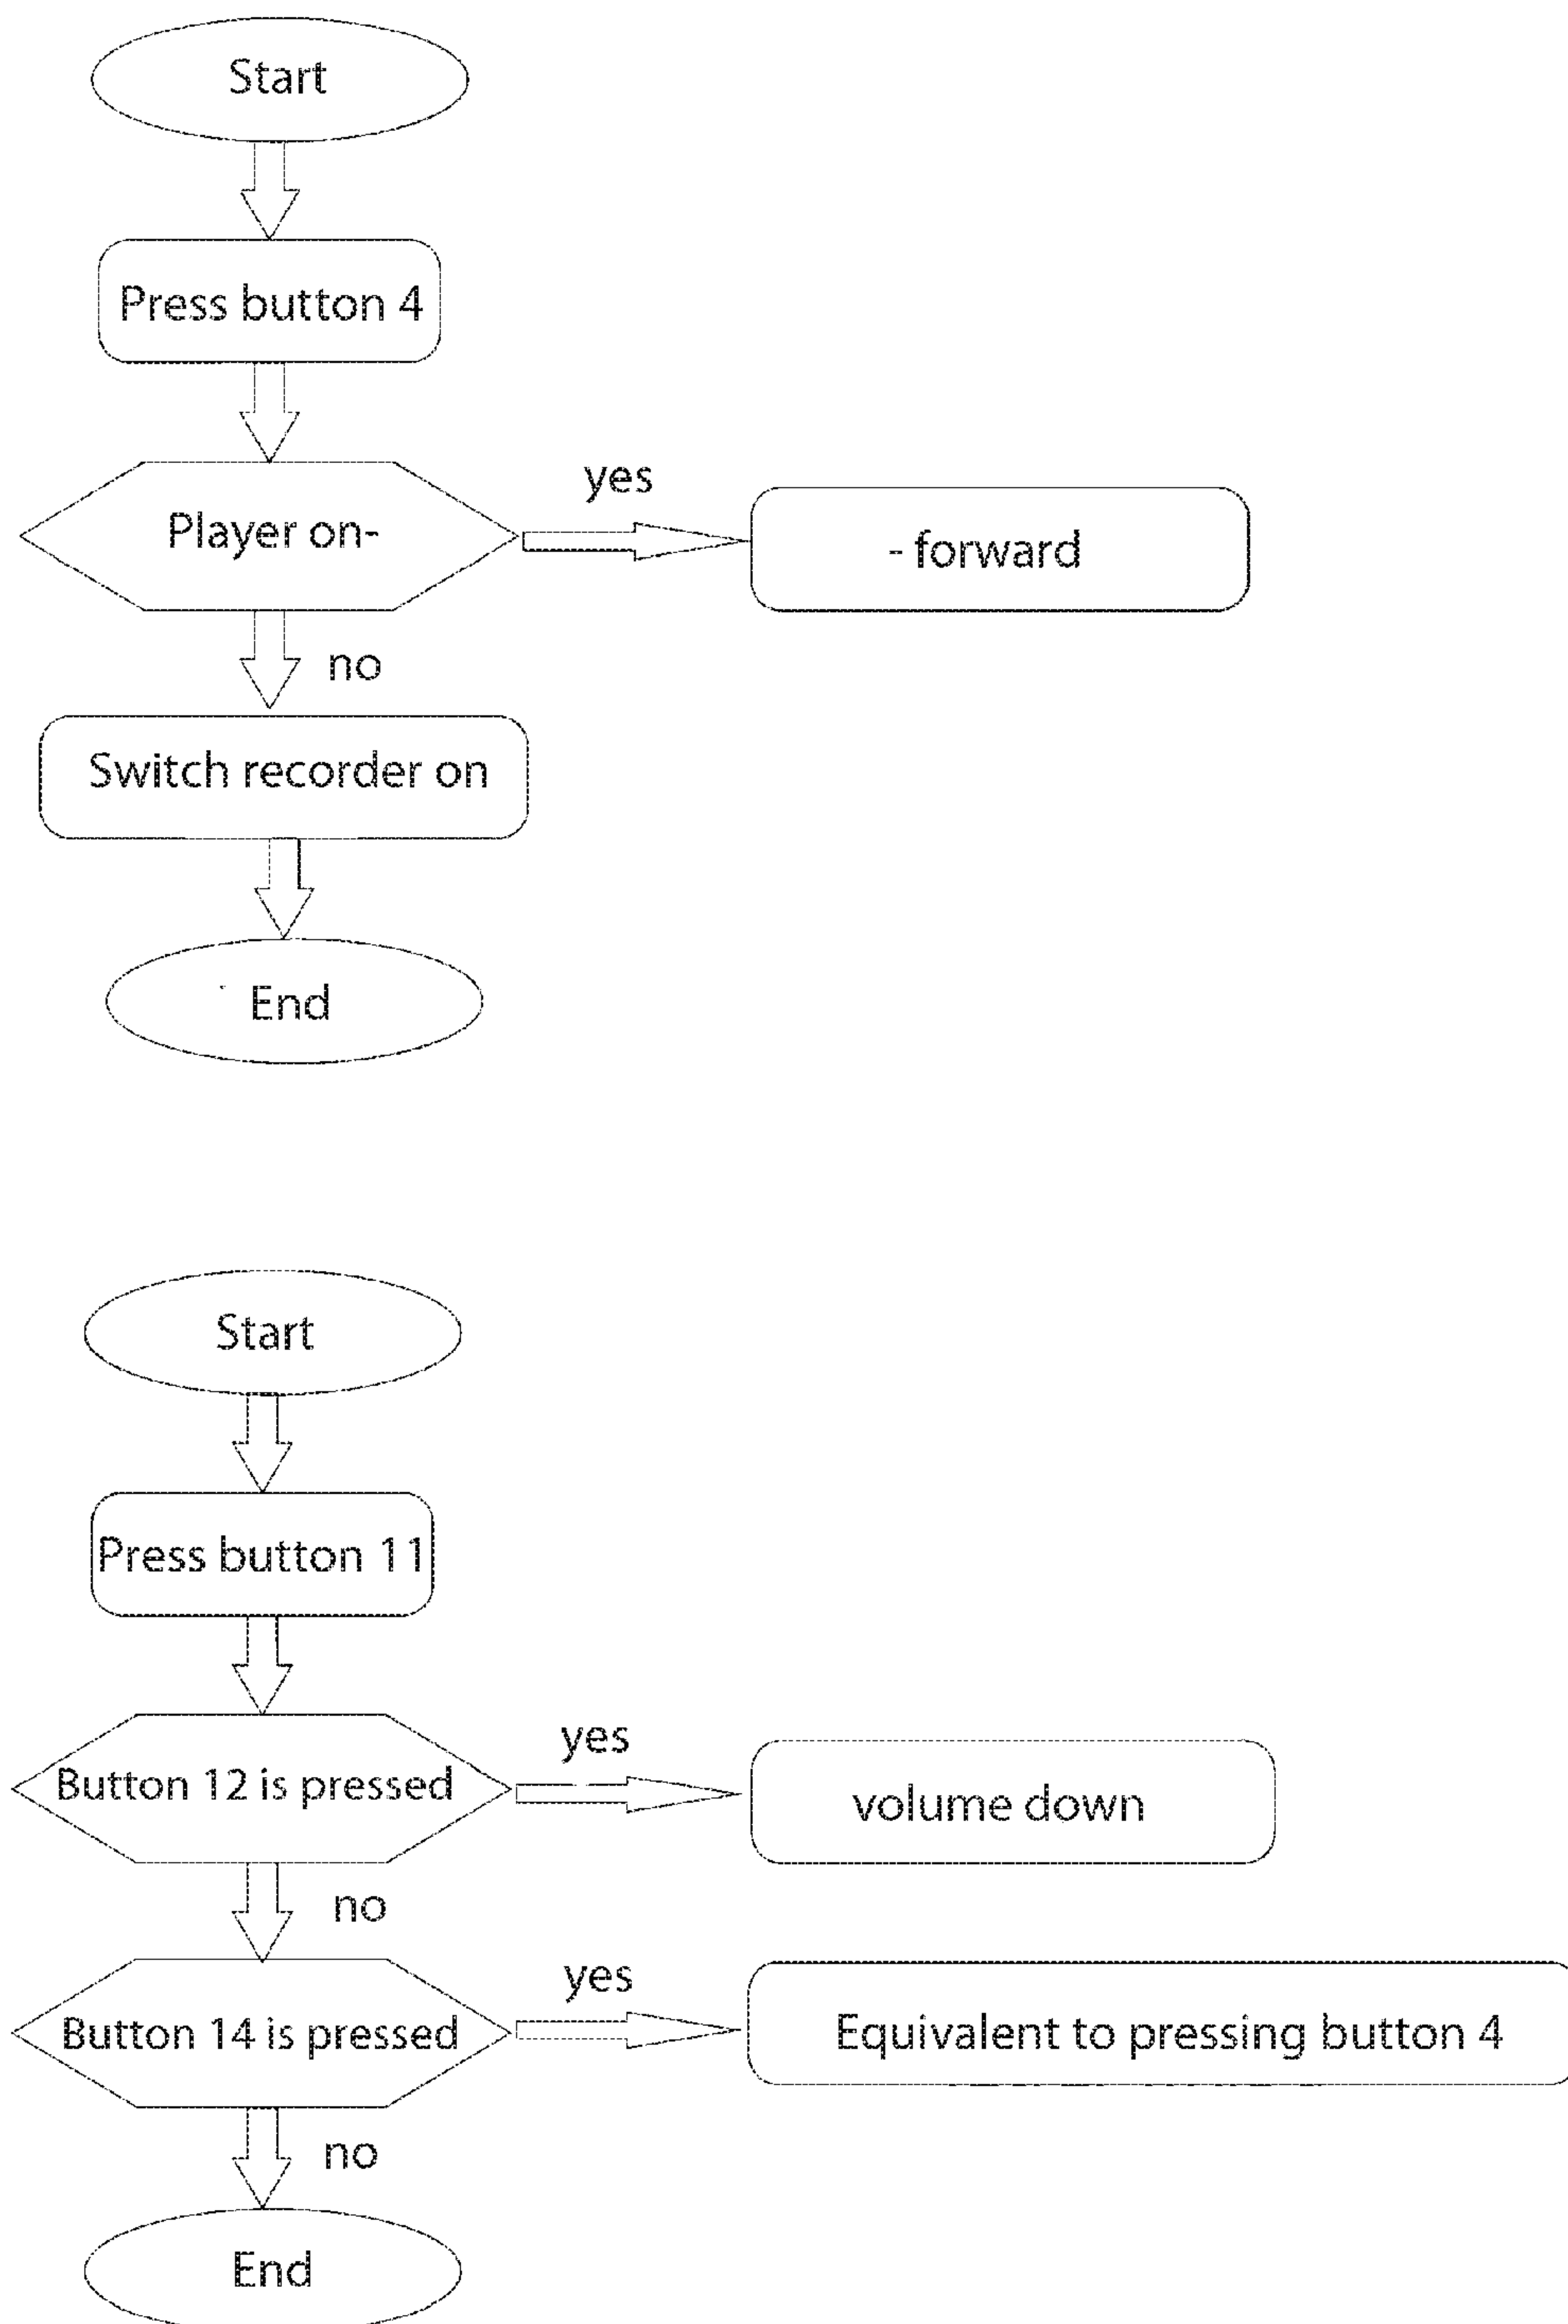 Start
Press button 4
Player on-
yes
- forward
no
Switch recorder on
End
Start
Press button 11
Button 12 is pressed
yes
volume down
no
Button 14 is pressed
yes
Equivalent to pressing button 4
no
End